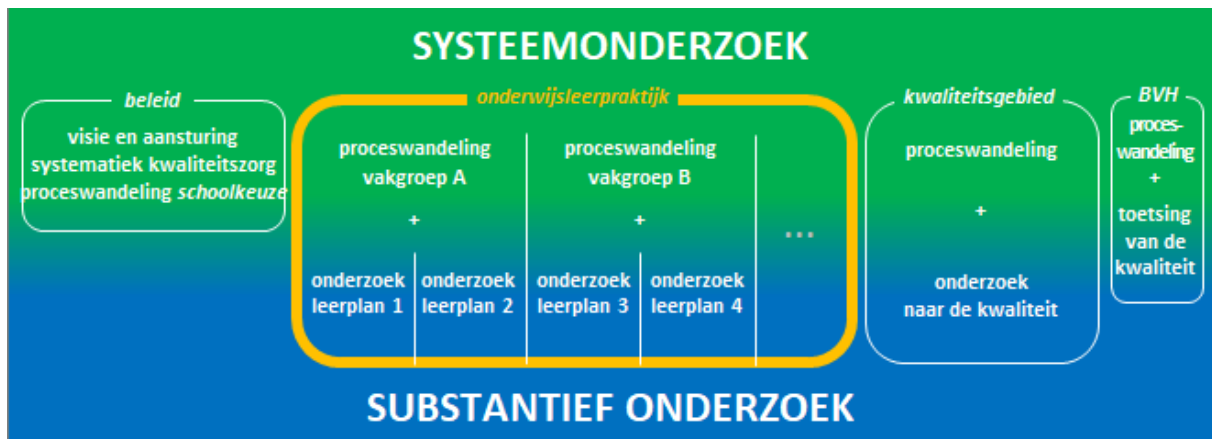 SYSTEEMONDERZOEK
beleid
visie en aansturing
systematiek kwaliteitszorg
proceswandeling schoolkeuze
onderwijsleerpraktijk
proceswandeling
vakgroep A
+
onderzoek
leerplan 1
onderzoek
leerplan 2
proceswandeling
vakgroep B
+
onderzoek
leerplan 3
onderzoek
leerplan 4
...
kwaliteitsgebied
proceswandeling
+
onderzoek
naar de kwaliteit
BVH
proces-
wandeling
+
toetsing
van de
kwaliteit
SUBSTANTIEF ONDERZOEK